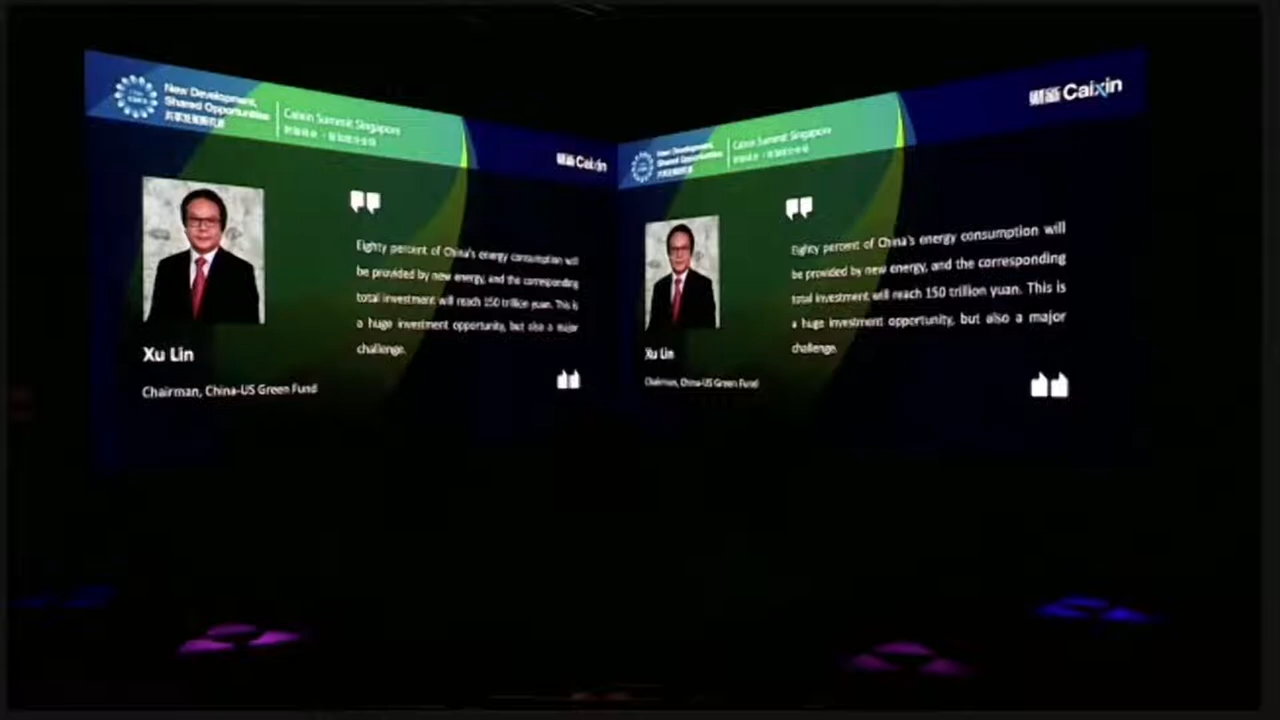 New Development,
Shared Opportunities
Caixin Summit Singapore
Caixin
Eighty percent of China's energy consumption will
be provided by new energy, and the corresponding
total investment will reach 150 trillion yuan. This is
a huge investment opportunity, but also a major
challenge.
Xu Lin
Chairman, China-US Green Fund
New Development,
Shared Opportunities
Caixin Summit Singapore
财新 Caixin
Eighty percent of China's energy consumption will
be provided by new energy, and the corresponding
total investment will reach 150 trillion yuan. This is
a huge investment opportunity, but also a major
challenge.
Xu Lin
Chairman, China-US Green Fund